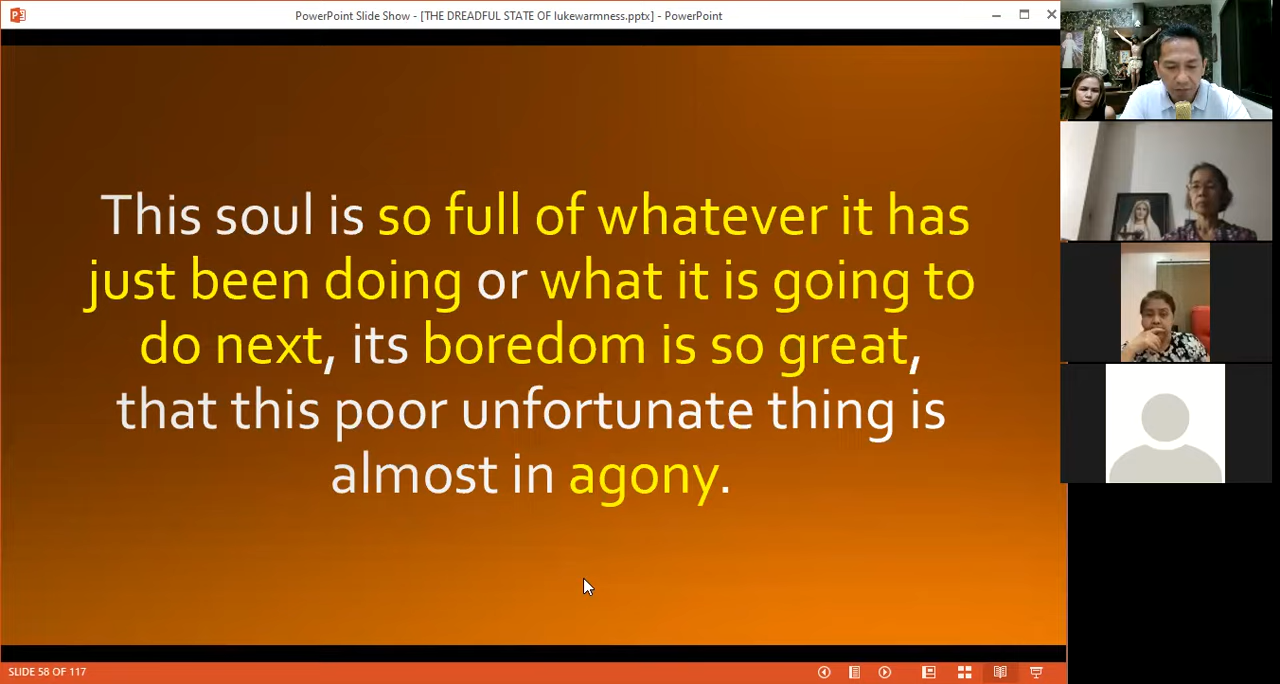 PowerPoint Slide Show - [THE DREADFUL STATE OF lukewarmness.pptx] - PowerPoint
This soul is so full of whatever it has
just been doing or what it is going to
do next, its boredom is so great,
that this poor unfortunate thing is
almost in agony.
SLIDE 58 OF 117